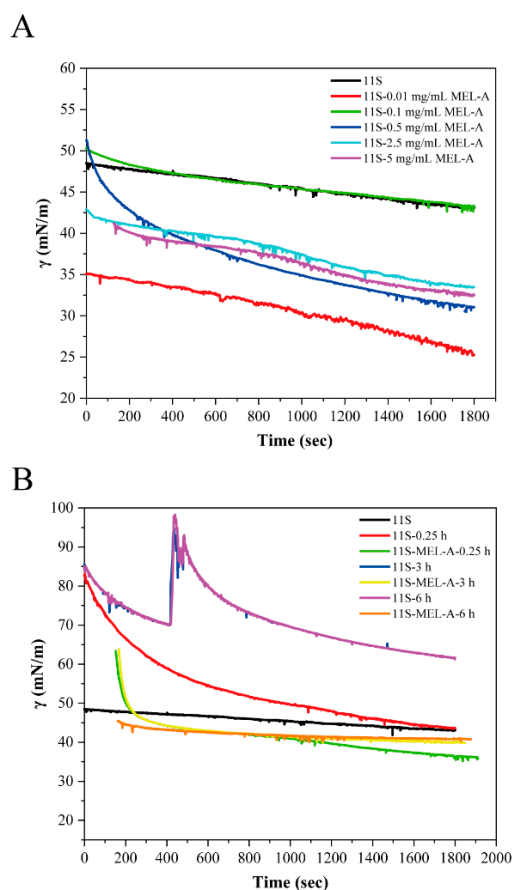 A
60
55
50
45
40
35
30
25
20
γ (mN/m)
11S
11S-0.01 mg/mL MEL-A
11S-0.1 mg/mL MEL-A
11S-0.5 mg/mL MEL-A
11S-2.5 mg/mL MEL-A
11S-5 mg/mL MEL-A
0 200 400 600 800 1000 1200 1400 1600 1800
Time (sec)
B
100
90
80
70
60
50
40
30
20
γ (mN/m)
11S
11S-0.25 h
11S-MEL-A-0.25 h
11S-3 h
11S-MEL-A-3 h
11S-6 h
11S-MEL-A-6 h
0 200 400 600 800 1000 1200 1400 1600 1800 2000
Time (sec)